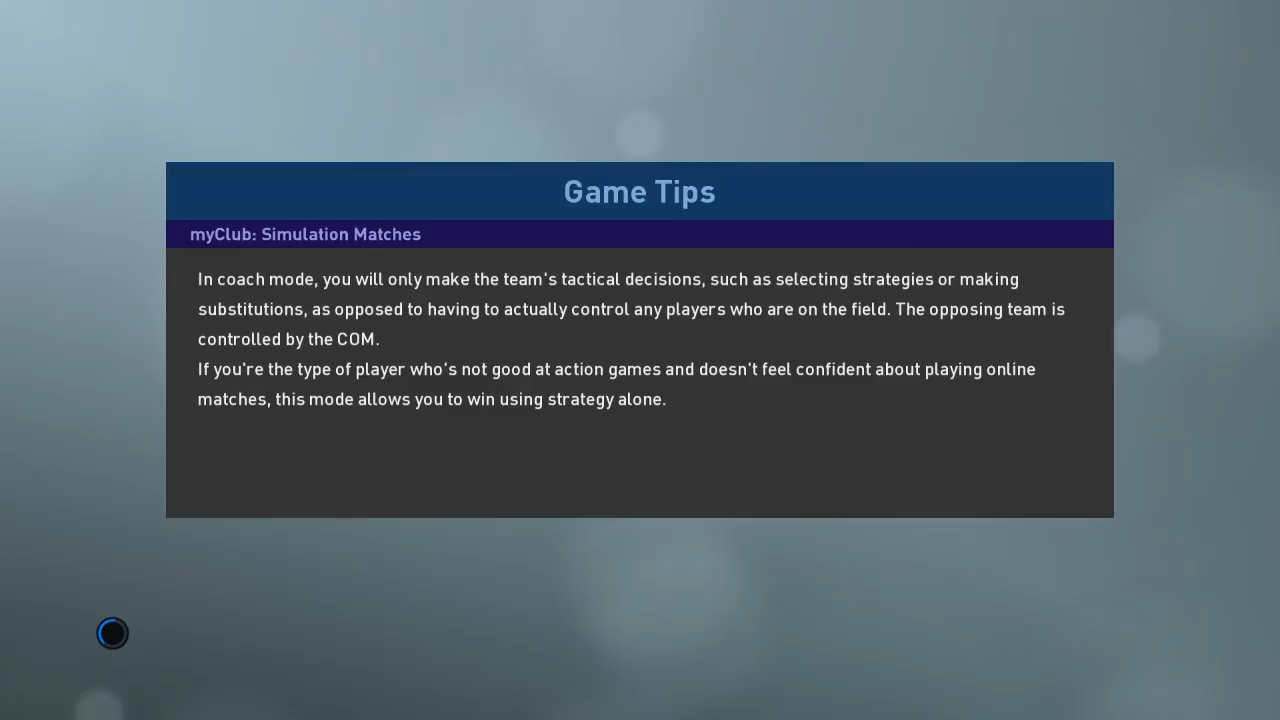 Game Tips
myClub: Simulation Matches
In coach mode, you will only make the team's tactical decisions, such as selecting strategies or making
substitutions, as opposed to having to actually control any players who are on the field. The opposing team is
controlled by the COM.
If you're the type of player who's not good at action games and doesn't feel confident about playing online
matches, this mode allows you to win using strategy alone.